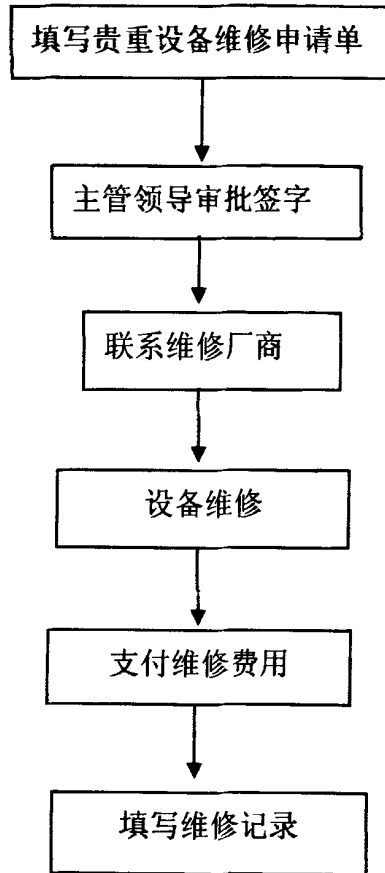 填写贵重设备维修申请单
主管领导审批签字
联系维修厂商
设备维修
支付维修费用
填写维修记录